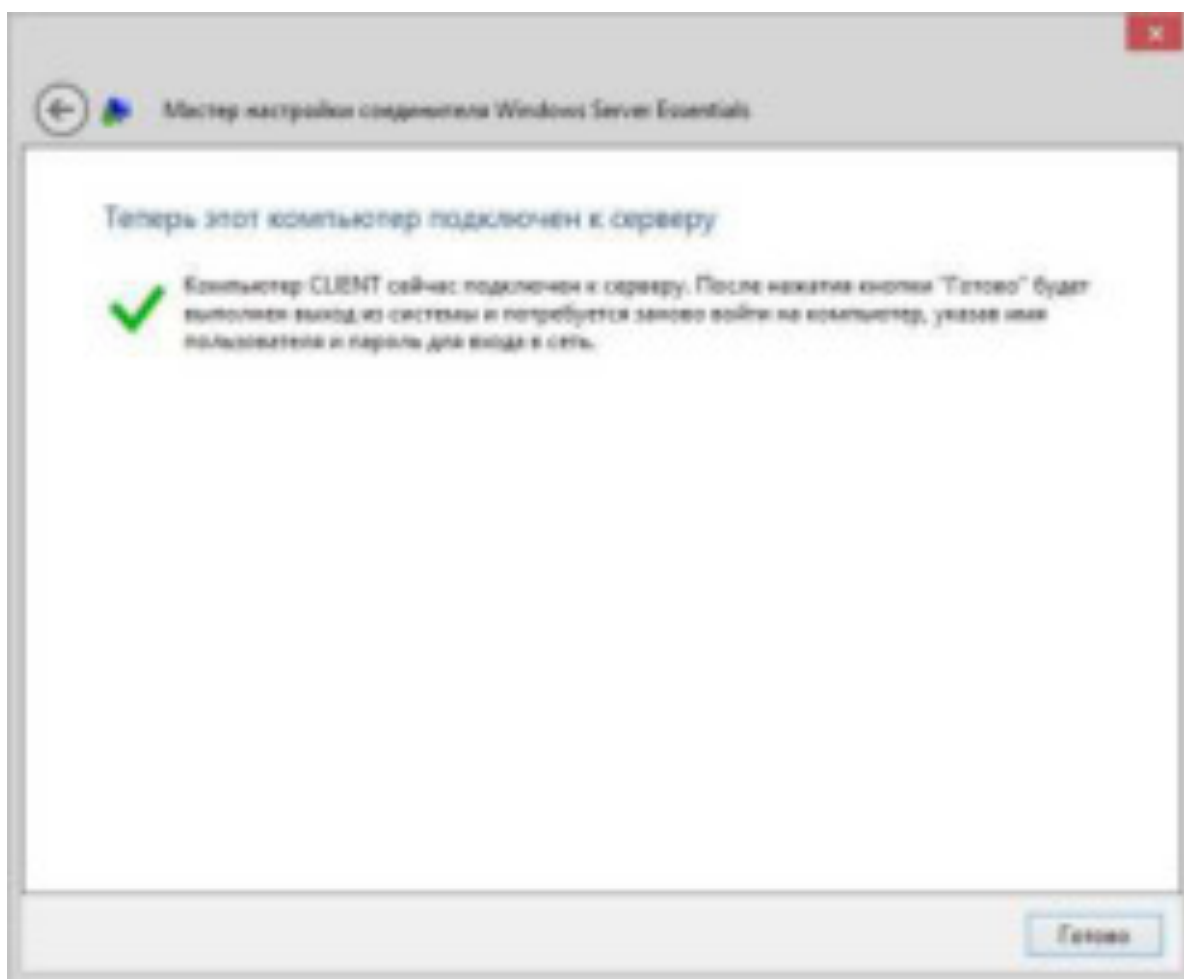 Мастер настройки соединителя Windows Server Essentials
Теперь этот компьютер подключен к серверу
Компьютер CLIENT сейчас подключен к серверу. После нажатия кнопки "Готово" будет
выполнен выход из системы и потребуется заново войти на компьютер, указав имя
пользователя и пароль для входа в сеть.
Готово